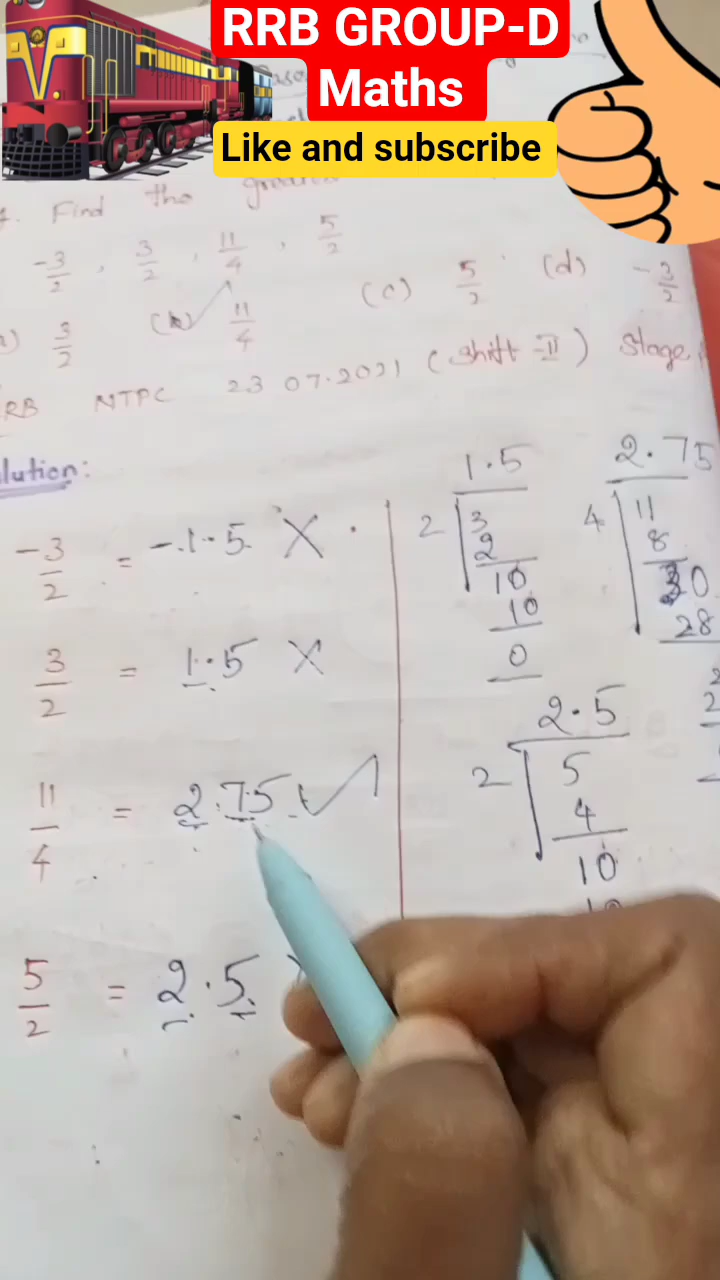 RRB GROUP-D
Maths
Like and subscribe
Find the
-3/2 , 3/2 , 11/4 , 5/2
3/2 (b) 11/4 (c) 5/2 (d) -3/2
RB NTPC 23 07.2021 (Shift-II) Stage
lution:
-3/2 = -1.5 X
3/2 = 1.5 X
11/4 = 2.75 ✓
5/2 = 2.5
1.5
2 3
2
10
10
0
2.75
4 11
8
30
28
2.5
2 5
4
10